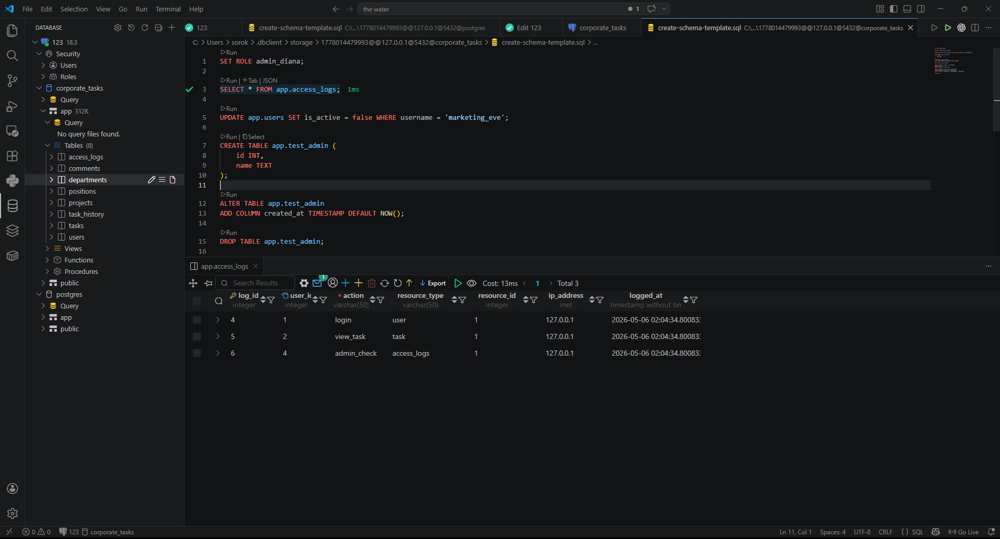 File Edit Selection View Go Run Terminal Help
the water
1
DATABASE
123
create-schema-template.sql C:\...\1778014479993@@127.0.0.1@5432@postgres
Edit 123
corporate_tasks
create-schema-template.sql C:\...\1778014479993@@127.0.0.1@5432@corporate_tasks
C: > Users > sorok > .dbclient > storage > 1778014479993@@127.0.0.1@5432@corporate_tasks > create-schema-template.sql > ...
123 18.3
Security
Users
Roles
corporate_tasks
Query
app 312K
Query
No query files found.
Tables (8)
access_logs
comments
departments
positions
projects
task_history
tasks
users
Views
Functions
Procedures
public
postgres
Query
app
public
Run
1 SET ROLE admin_diana;
2
Run | Tab | JSON
3 SELECT * FROM app.access_logs; 1ms
4
Run
5 UPDATE app.users SET is_active = false WHERE username = 'marketing_eve';
6
Run | Select
7 CREATE TABLE app.test_admin (
8 id INT,
9 name TEXT
10 );
11
Run
12 ALTER TABLE app.test_admin
13 ADD COLUMN created_at TIMESTAMP DEFAULT NOW();
14
Run
15 DROP TABLE app.test_admin;
16
app.access_logs
Search Results
1
Export
Cost: 13ms
1
Total 3
log_id user_id * action resource_type resource_id ip_address logged_at
integer integer varchar(50) varchar(50) integer inet timestamp without tim
4 1 login user 1 127.0.0.1 2026-05-06 02:04:34.80083
5 2 view_task task 1 127.0.0.1 2026-05-06 02:04:34.80083
6 4 admin_check access_logs 1 127.0.0.1 2026-05-06 02:04:34.80083
0 0 123 corporate_tasks
Ln 11, Col 1 Spaces: 4 UTF-8 CRLF { } SQL Go Live